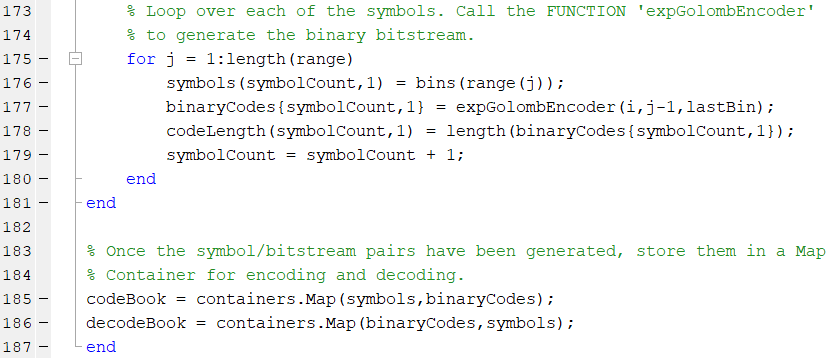 173 % Loop over each of the symbols. Call the FUNCTION 'expGolombEncoder'
174 % to generate the binary bitstream.
175 – for j = 1:length(range)
176 – symbols(symbolCount,1) = bins(range(j));
177 – binaryCodes{symbolCount,1} = expGolombEncoder(i,j-1,lastBin);
178 – codeLength(symbolCount,1) = length(binaryCodes{symbolCount,1});
179 – symbolCount = symbolCount + 1;
180 – end
181 – end
182
183 % Once the symbol/bitstream pairs have been generated, store them in a Map
184 % Container for encoding and decoding.
185 – codeBook = containers.Map(symbols,binaryCodes);
186 – decodeBook = containers.Map(binaryCodes,symbols);
187 – end